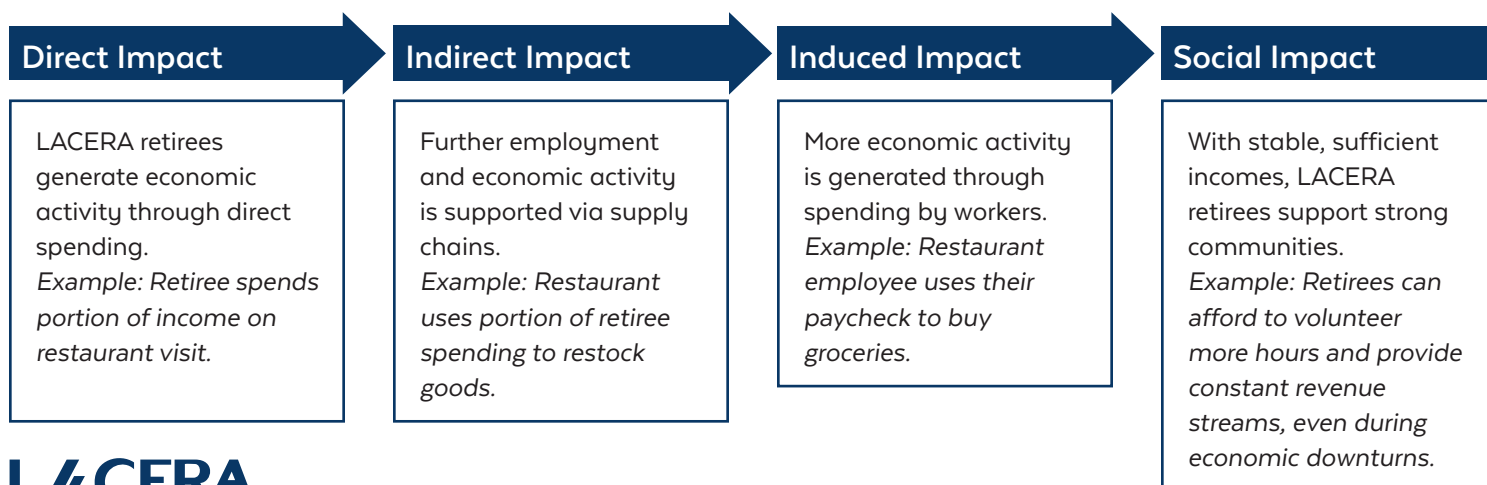 Direct Impact
LACERA retirees
generate economic
activity through direct
spending.
Example: Retiree spends
portion of income on
restaurant visit.
Indirect Impact
Further employment
and economic activity
is supported via supply
chains.
Example: Restaurant
uses portion of retiree
spending to restock
goods.
Induced Impact
More economic activity
is generated through
spending by workers.
Example: Restaurant
employee uses their
paycheck to buy
groceries.
Social Impact
With stable, sufficient
incomes, LACERA
retirees support strong
communities.
Example: Retirees can
afford to volunteer
more hours and provide
constant revenue
streams, even during
economic downturns.
LACERA